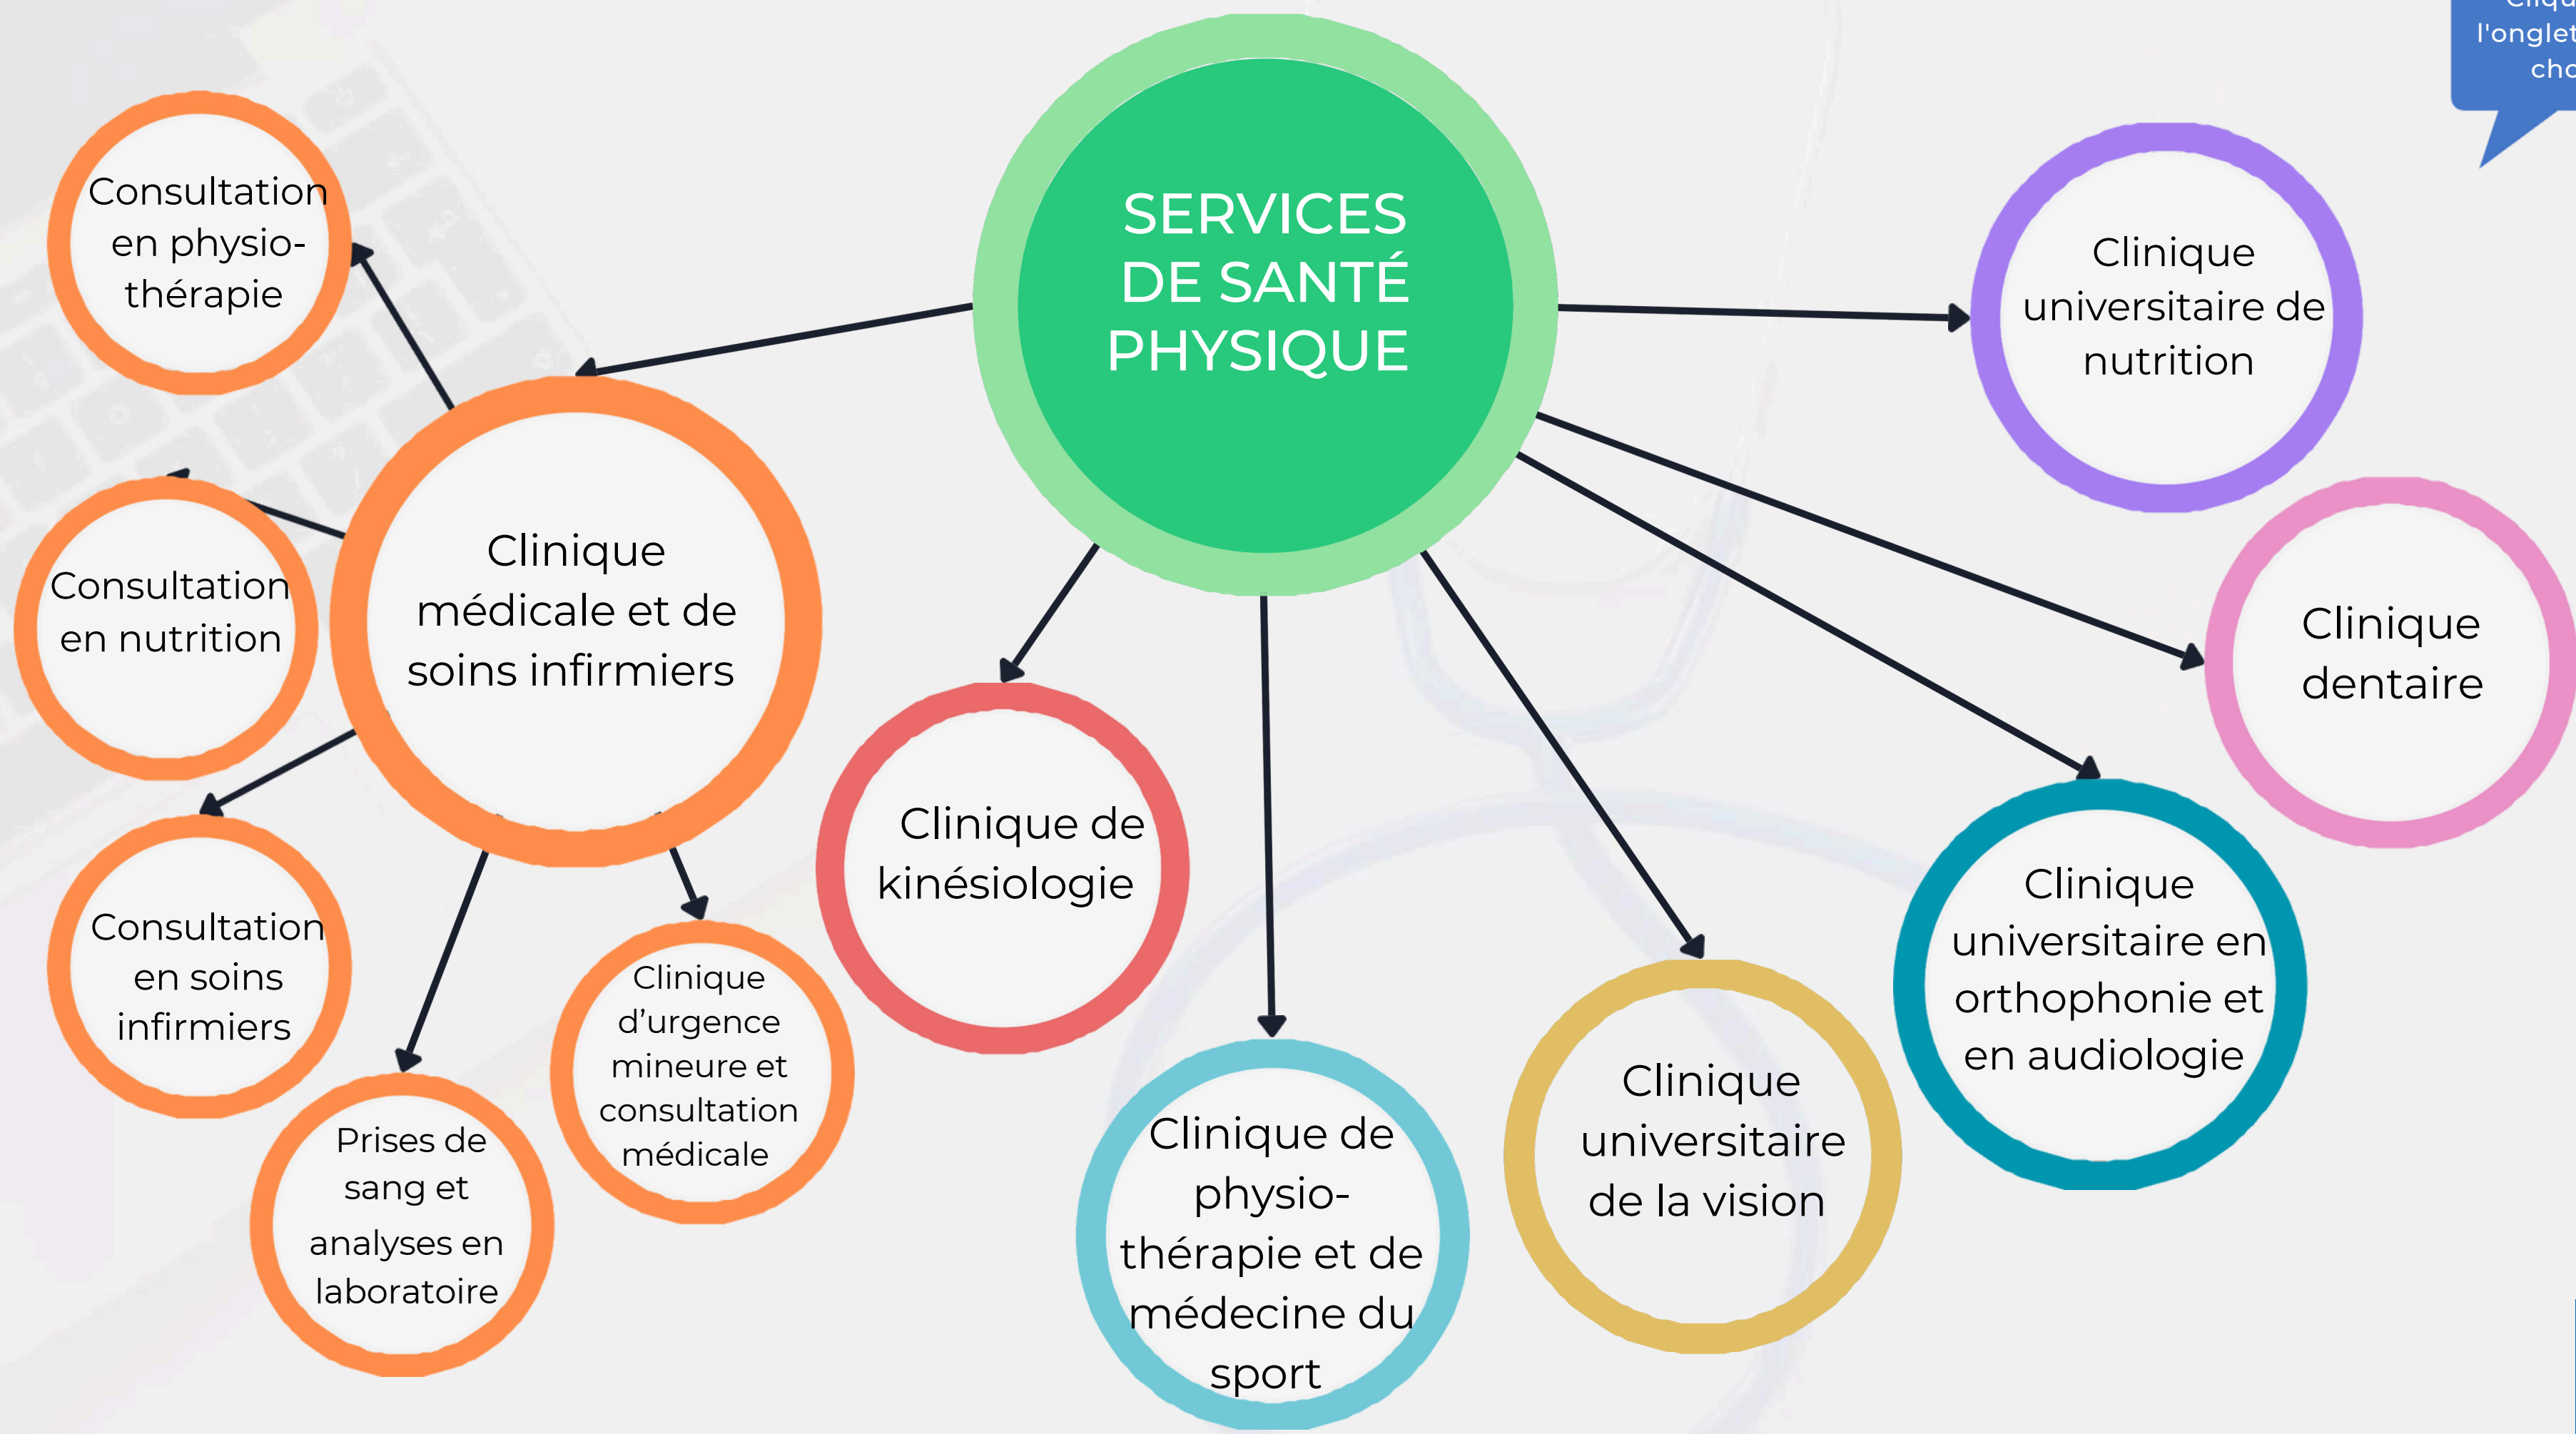 l'onglet
SERVICES
DE SANTÉ
PHYSIQUE
Consultation
en physio-
thérapie
Consultation
en nutrition
Clinique
médicale et de
soins infirmiers
Consultation
en soins
infirmiers
Prises de
sang et
analyses en
laboratoire
Clinique
d’urgence
mineure et
consultation
médicale
Clinique de
kinésiologie
Clinique de
physio-
thérapie et de
médecine du
sport
Clinique
universitaire
de la vision
Clinique
universitaire en
orthophonie et
en audiologie
Clinique
dentaire
Clinique
universitaire de
nutrition